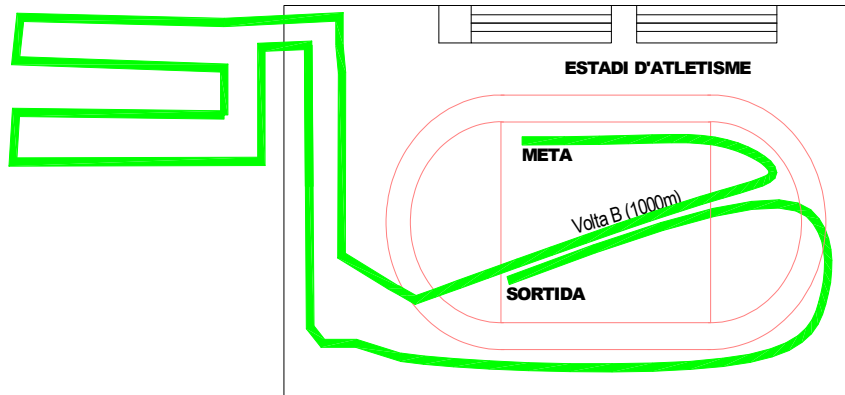 ESTADI D'ATLETISME
META
Volta B (1000m)
SORTIDA